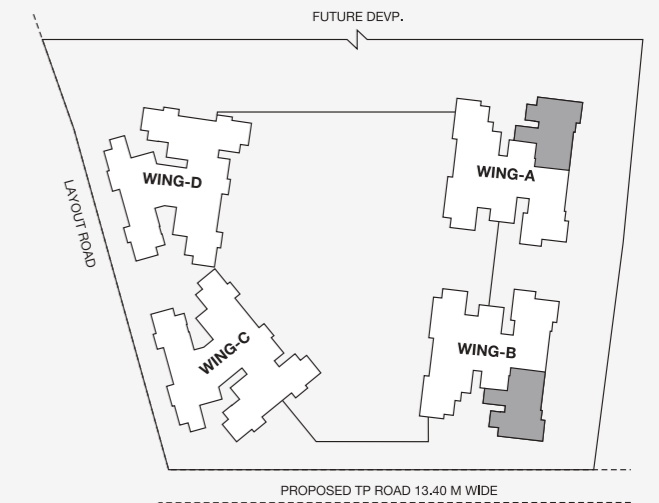 FUTURE DEVP.
WING-D
WING-A
LAYOUT ROAD
WING-C
WING-B
PROPOSED TP ROAD 13.40 M WIDE